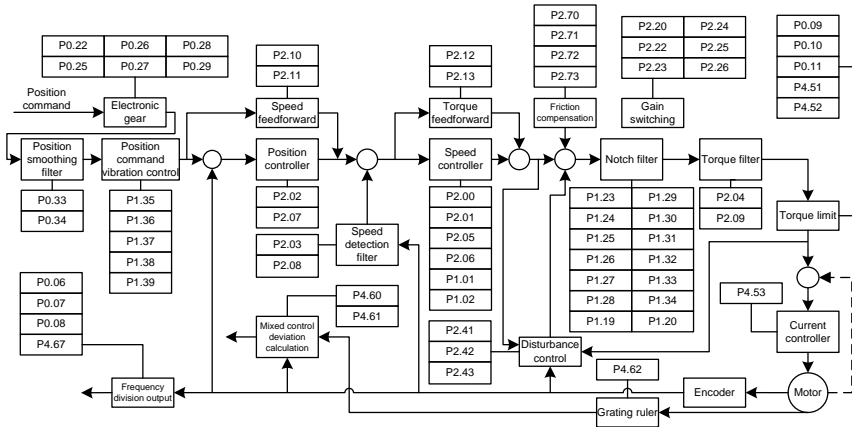 P0.22 P0.26 P0.28
P0.25 P0.27 P0.29
Position
command
Electronic
gear
P2.10
P2.11
Speed
feedforward
P2.12
P2.13
Torque
feedforward
P2.70
P2.71
P2.72
P2.73
Friction
compensation
P2.20 P2.24
P2.22 P2.25
P2.23 P2.26
Gain
switching
P0.09
P0.10
P0.11
P4.51
P4.52
Position
smoothing
filter
P0.33
P0.34
Position
command
vibration control
P1.35
P1.36
P1.37
P1.38
P1.39
Position
controller
P2.02
P2.07
P2.03
P2.08
Speed
detection
filter
Speed
controller
P2.00
P2.01
P2.05
P2.06
P1.01
P1.02
Notch filter
P1.23 P1.29
P1.24 P1.30
P1.25 P1.31
P1.26 P1.32
P1.27 P1.33
P1.28 P1.34
P1.19 P1.20
Torque filter
P2.04
P2.09
Torque limit
P0.06
P0.07
P0.08
P4.67
Frequency
division output
P4.60
P4.61
Mixed control
deviation
calculation
P2.41
P2.42
P2.43
Disturbance
control
P4.53
Current
controller
P4.62
Grating ruler
Encoder
Motor